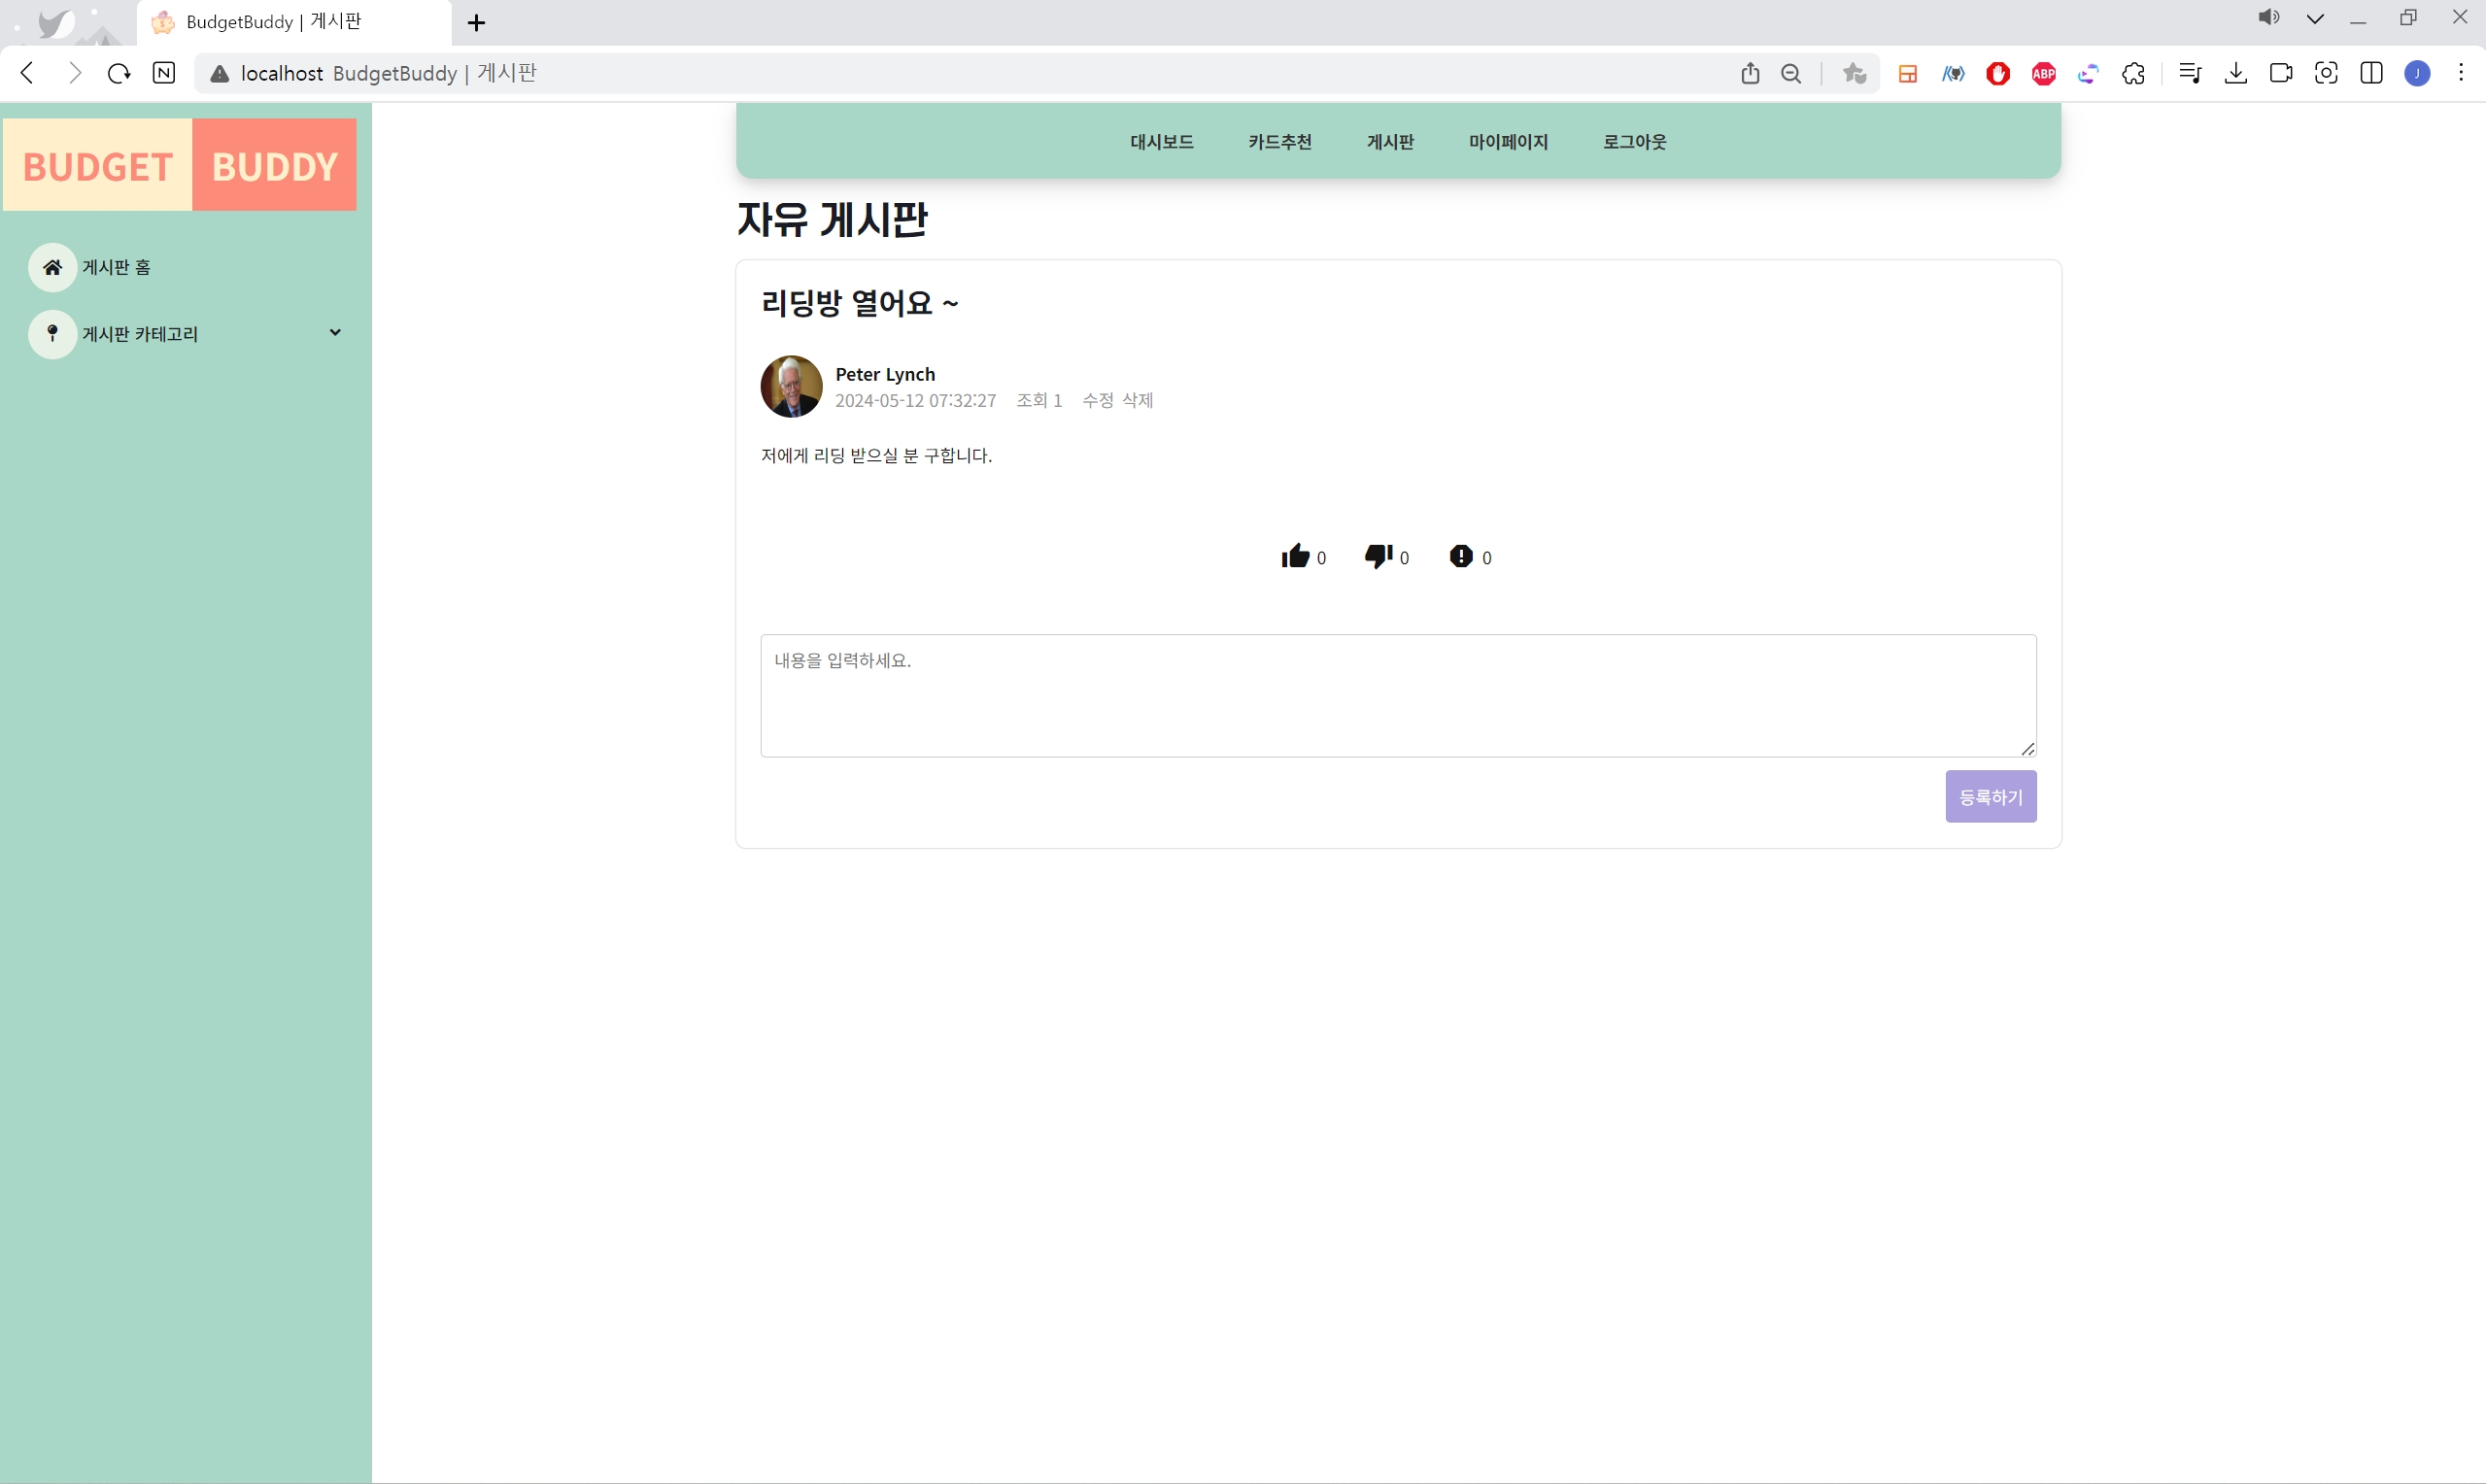 BudgetBuddy | 게시판
localhost BudgetBuddy | 게시판
ABP
J
BUDGET BUDDY
대시보드 카드추천 게시판 마이페이지 로그아웃
게시판 홈
게시판 카테고리
자유 게시판
리딩방 열어요 ~
Peter Lynch
2024-05-12 07:32:27 조회 1 수정 삭제
저에게 리딩 받으실 분 구합니다.
0 0 0
내용을 입력하세요.
등록하기